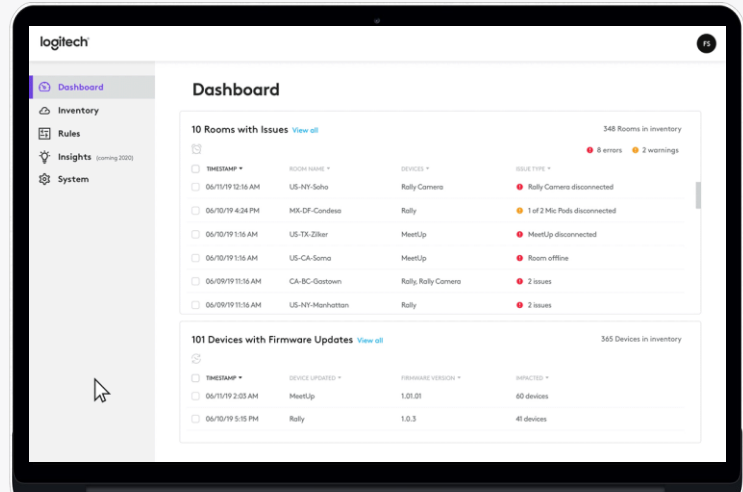 logitech
FS
Dashboard
Inventory
Rules
Insights (coming 2020)
System
Dashboard
10 Rooms with Issues View all
348 Rooms in inventory
8 errors 2 warnings
TIMESTAMP ROOM NAME DEVICES ISSUE TYPE
06/11/19 12:16 AM US-NY-Soho Rally Camera Rally Camera disconnected
06/10/19 4:24 PM MX-DF-Condesa Rally 1 of 2 Mic Pods disconnected
06/10/19 1:16 AM US-TX-Zilker MeetUp MeetUp disconnected
06/10/19 1:16 AM US-CA-Soma MeetUp Room offline
06/09/19 11:16 AM CA-BC-Gastown Rally, Rally Camera 2 issues
06/09/19 11:16 AM US-NY-Manhattan Rally 2 issues
101 Devices with Firmware Updates View all
365 Devices in inventory
TIMESTAMP DEVICE UPDATED FIRMWARE VERSION IMPACTED
06/11/19 2:03 AM MeetUp 1.01.01 60 devices
06/10/19 5:15 PM Rally 1.0.3 41 devices